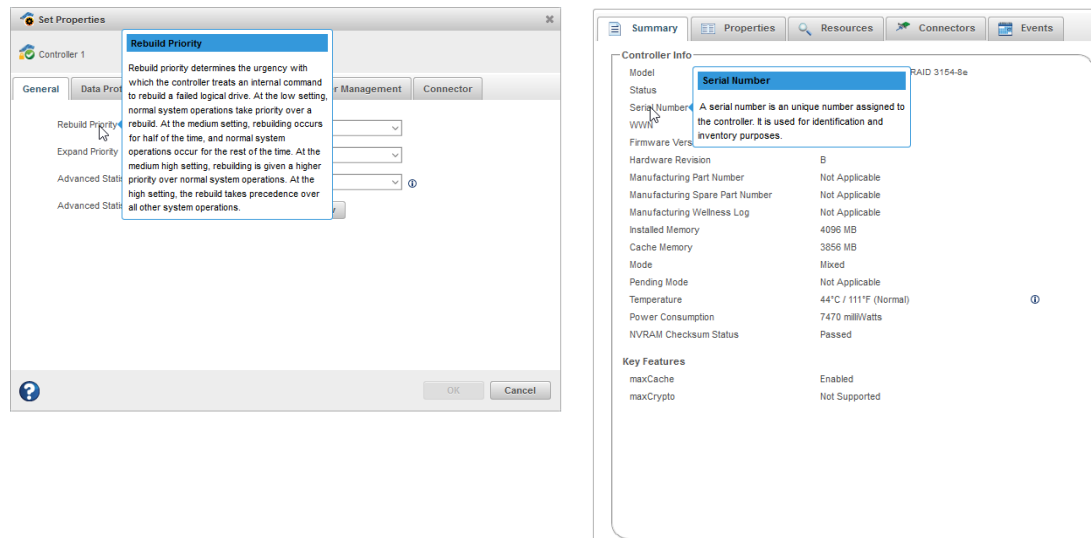 Set Properties
Controller 1
General
Data Prot
r Management
Connector
Rebuild Priority
Rebuild priority determines the urgency with
which the controller treats an internal command
to rebuild a failed logical drive. At the low setting,
normal system operations take priority over a
rebuild. At the medium setting, rebuilding occurs
for half of the time, and normal system
operations occur for the rest of the time. At the
medium high setting, rebuilding is given a higher
priority over normal system operations. At the
high setting, the rebuild takes precedence over
all other system operations.
Rebuild Priority
Expand Priority
Advanced Stati
Advanced Stati
OK
Cancel
Summary
Properties
Resources
Connectors
Events
Controller Info
Model RAID 3154-8e
Status
Serial Number
WWN
Serial Number
A serial number is an unique number assigned to
the controller. It is used for identification and
inventory purposes.
Firmware Vers
Hardware Revision B
Manufacturing Part Number Not Applicable
Manufacturing Spare Part Number Not Applicable
Manufacturing Wellness Log Not Applicable
Installed Memory 4096 MB
Cache Memory 3856 MB
Mode Mixed
Pending Mode Not Applicable
Temperature 44°C / 111°F (Normal)
Power Consumption 7470 milliWatts
NVRAM Checksum Status Passed
Key Features
maxCache Enabled
maxCrypto Not Supported